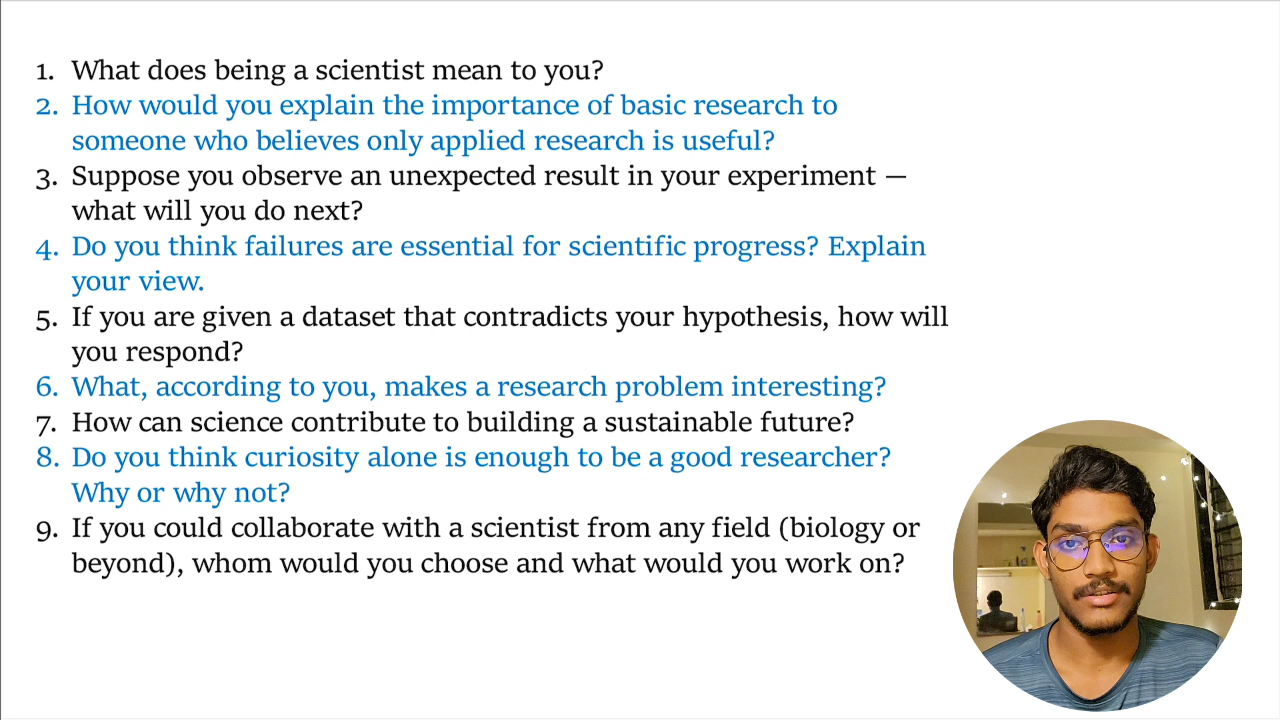 1. What does being a scientist mean to you?
2. How would you explain the importance of basic research to
someone who believes only applied research is useful?
3. Suppose you observe an unexpected result in your experiment —
what will you do next?
4. Do you think failures are essential for scientific progress? Explain
your view.
5. If you are given a dataset that contradicts your hypothesis, how will
you respond?
6. What, according to you, makes a research problem interesting?
7. How can science contribute to building a sustainable future?
8. Do you think curiosity alone is enough to be a good researcher?
Why or why not?
9. If you could collaborate with a scientist from any field (biology or
beyond), whom would you choose and what would you work on?